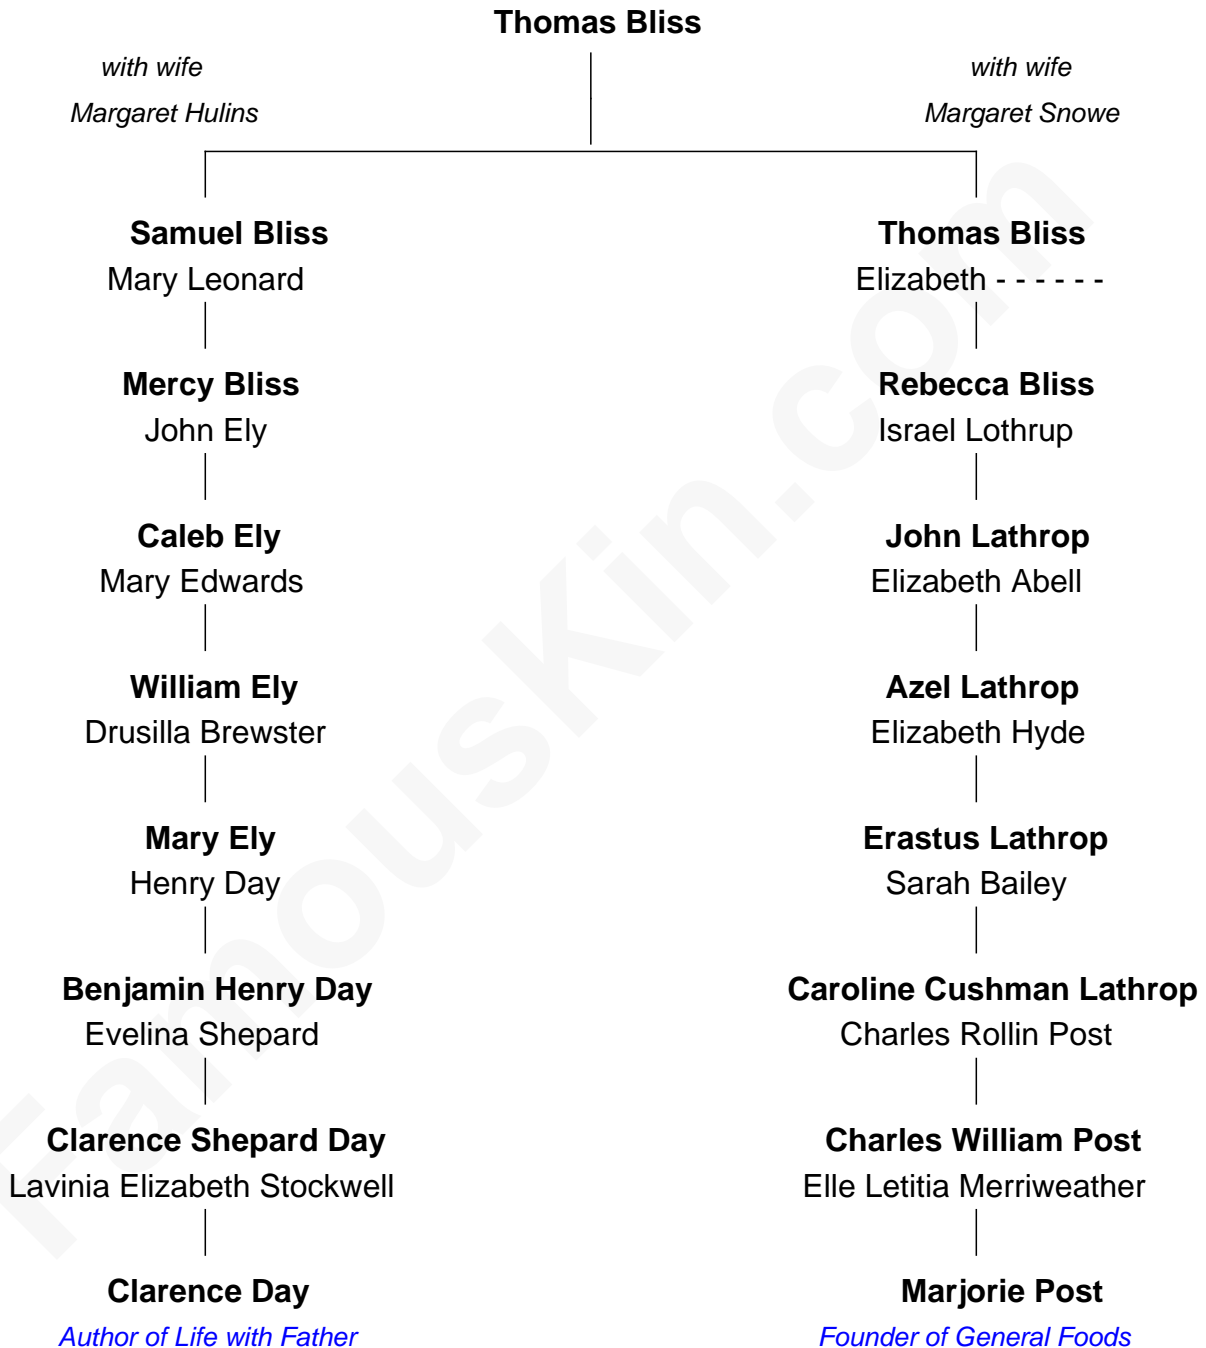 Thomas Bliss
with wife
Margaret Hulins
with wife
Margaret Snowe
Samuel Bliss
Mary Leonard
Thomas Bliss
Elizabeth - - - - - -
Mercy Bliss
John Ely
Rebecca Bliss
Israel Lothrup
Caleb Ely
Mary Edwards
John Lathrop
Elizabeth Abell
William Ely
Drusilla Brewster
Azel Lathrop
Elizabeth Hyde
Mary Ely
Henry Day
Erastus Lathrop
Sarah Bailey
Benjamin Henry Day
Evelina Shepard
Caroline Cushman Lathrop
Charles Rollin Post
Clarence Shepard Day
Lavinia Elizabeth Stockwell
Charles William Post
Elle Letitia Merriweather
Clarence Day
Author of Life with Father
Marjorie Post
Founder of General Foods
FamousKin.com